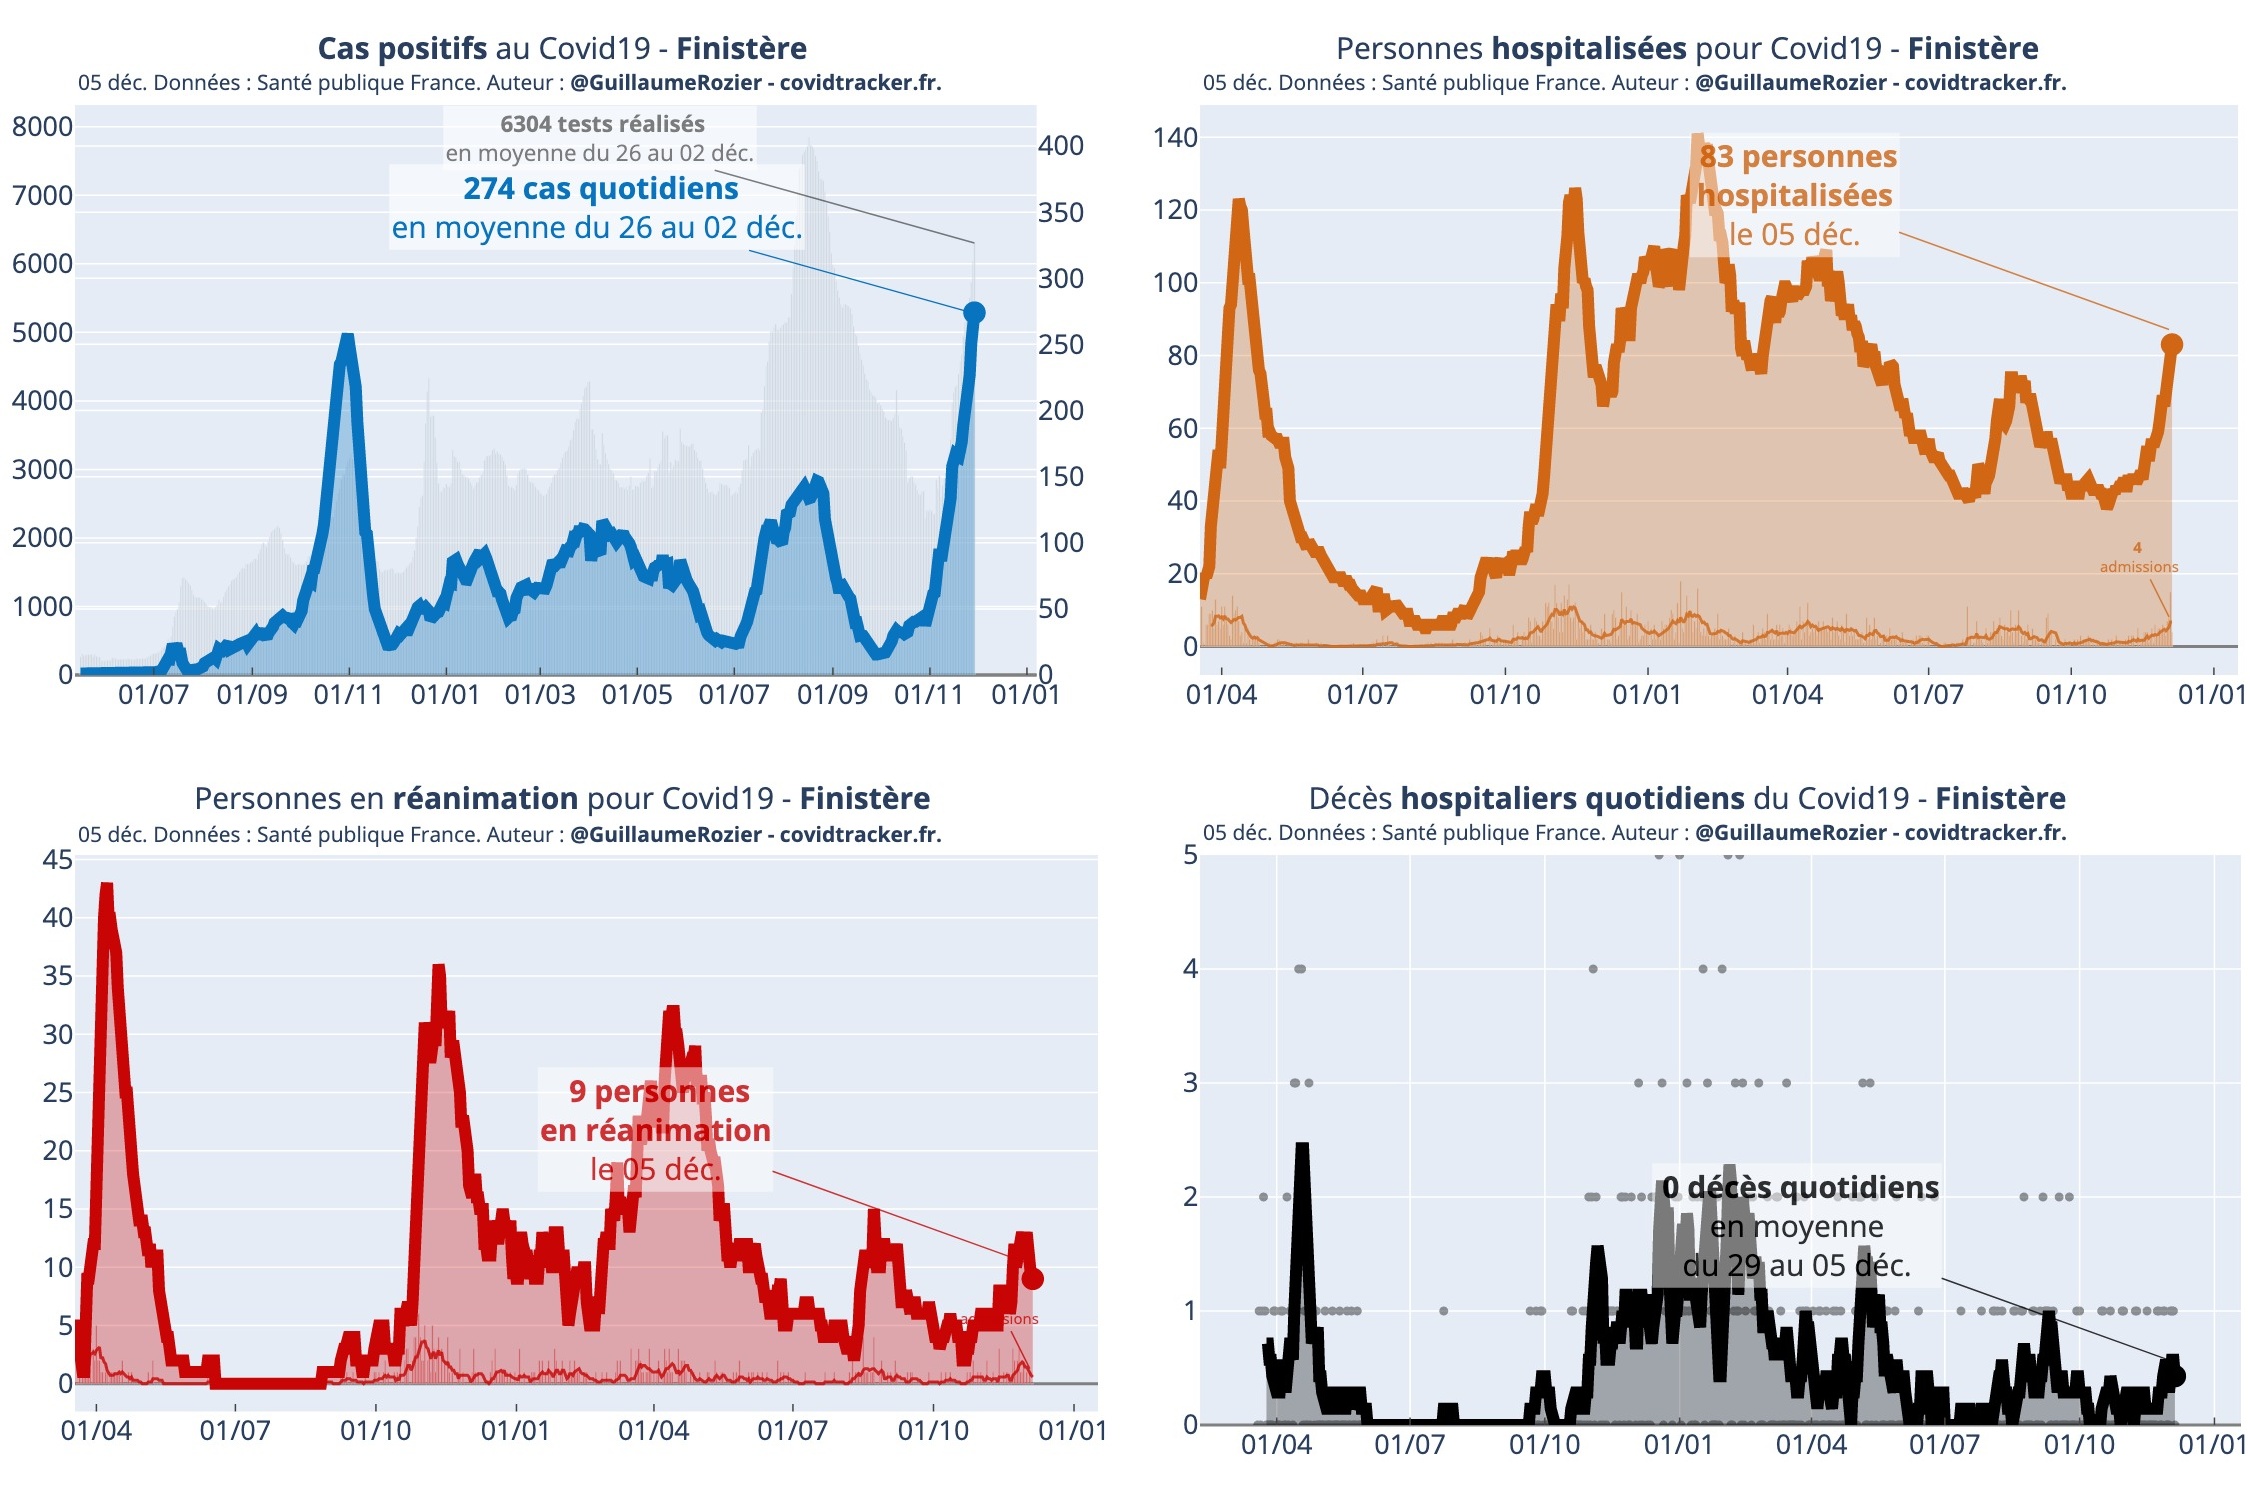 Cas positifs au Covid19 - Finistère
05 déc. Données : Santé publique France. Auteur : @GuillaumeRozier - covidtracker.fr.
6304 tests réalisés
en moyenne du 26 au 02 déc.
274 cas quotidiens
en moyenne du 26 au 02 déc.
8000
7000
6000
5000
4000
3000
2000
1000
0
400
350
300
250
200
150
100
50
0
01/07 01/09 01/11 01/01 01/03 01/05 01/07 01/09 01/11 01/01
Personnes hospitalisées pour Covid19 - Finistère
05 déc. Données : Santé publique France. Auteur : @GuillaumeRozier - covidtracker.fr.
83 personnes
hospitalisées
le 05 déc.
140
120
100
80
60
40
20
0
4
admissions
01/04 01/07 01/10 01/01 01/04 01/07 01/10 01/01
Personnes en réanimation pour Covid19 - Finistère
05 déc. Données : Santé publique France. Auteur : @GuillaumeRozier - covidtracker.fr.
45
40
35
30
25
20
15
10
5
0
9 personnes
en réanimation
le 05 déc.
01/04 01/07 01/10 01/01 01/04 01/07 01/10 01/01
Décès hospitaliers quotidiens du Covid19 - Finistère
05 déc. Données : Santé publique France. Auteur : @GuillaumeRozier - covidtracker.fr.
5
4
3
2
1
0
0 décès quotidiens
en moyenne
du 29 au 05 déc.
01/04 01/07 01/10 01/01 01/04 01/07 01/10 01/01